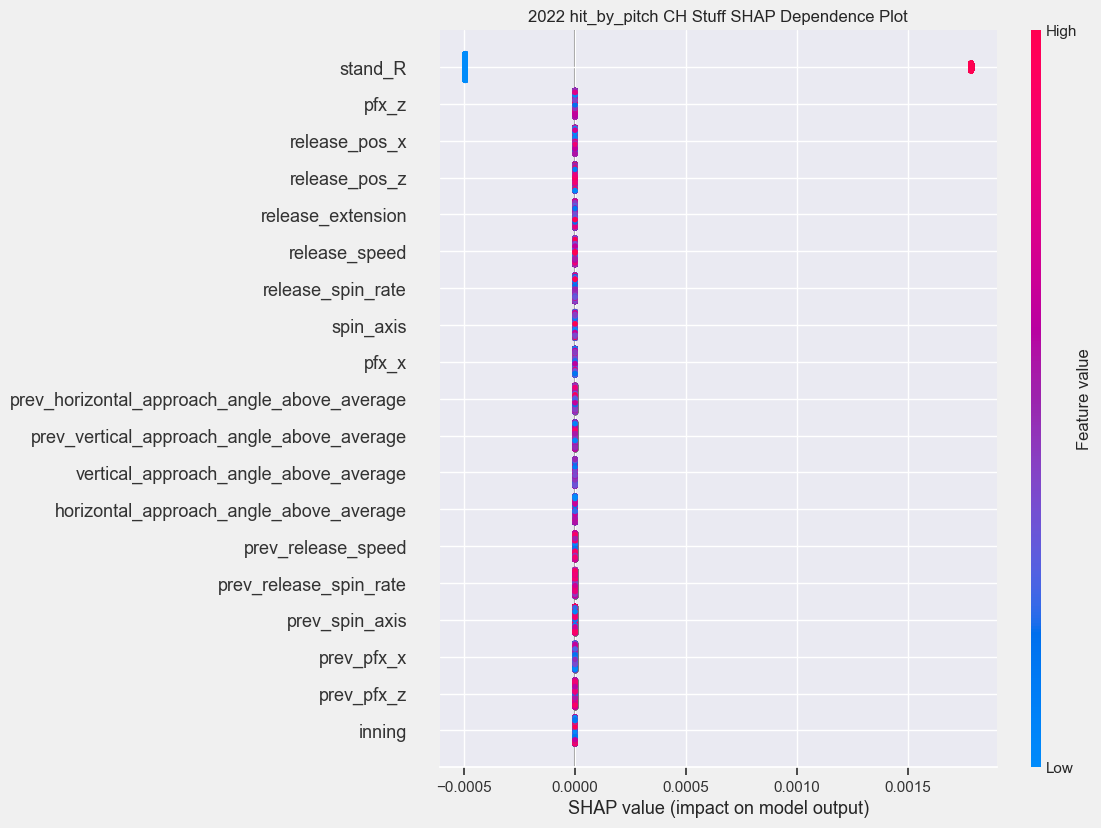 2022 hit_by_pitch CH Stuff SHAP Dependence Plot
High
stand_R
pfx_z
release_pos_x
release_pos_z
release_extension
release_speed
release_spin_rate
spin_axis
pfx_x
prev_horizontal_approach_angle_above_average
prev_vertical_approach_angle_above_average
vertical_approach_angle_above_average
horizontal_approach_angle_above_average
prev_release_speed
prev_release_spin_rate
prev_spin_axis
prev_pfx_x
prev_pfx_z
inning
Feature value
Low
−0.0005 0.0000 0.0005 0.0010 0.0015
SHAP value (impact on model output)